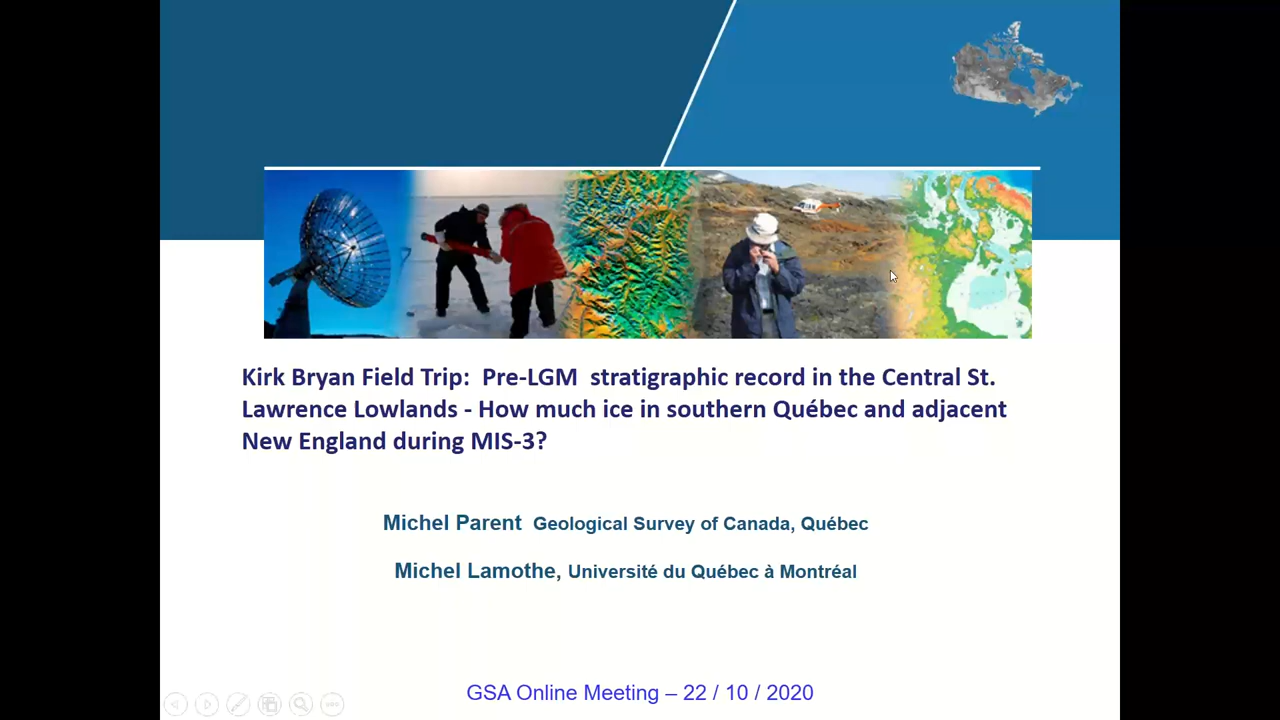 Kirk Bryan Field Trip:  Pre-LGM  stratigraphic record in the Central St.
Lawrence Lowlands - How much ice in southern Québec and adjacent
New England during MIS-3?
Michel Parent  Geological Survey of Canada, Québec
Michel Lamothe, Université du Québec à Montréal
GSA Online Meeting – 22 / 10 / 2020